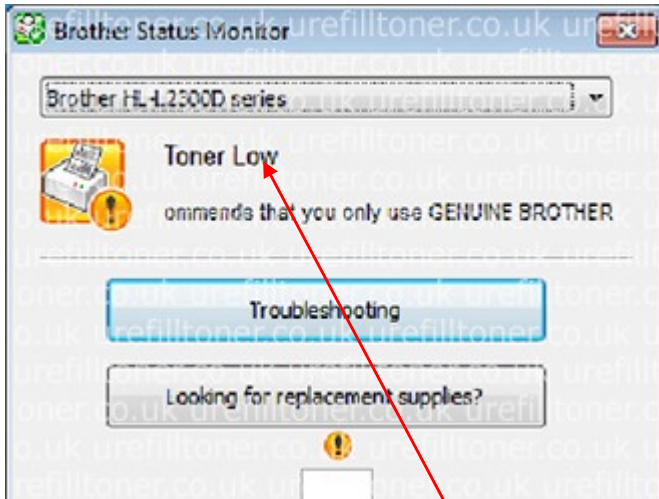 Brother Status Monitor
Brother HL-L2300D series
Toner Low
ommends that you only use GENUINE BROTHER
Troubleshooting
Looking for replacement supplies?